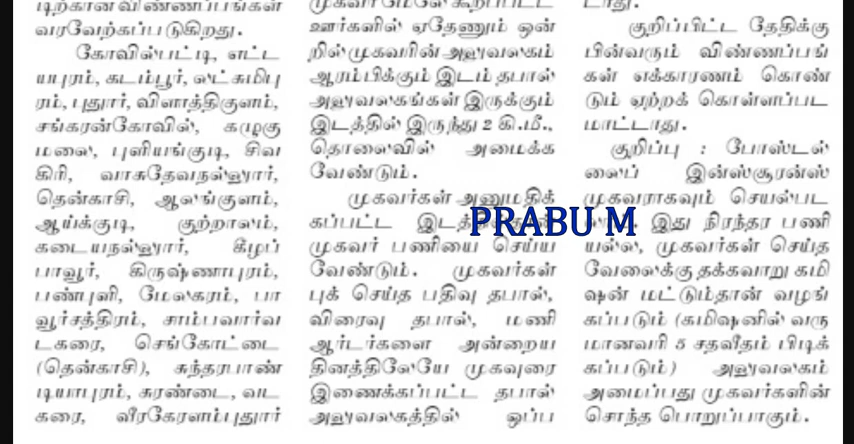 டிற்கான விண்ணப்பங்கள்
வரவேற்கப்படுகிறது.
கோவில்பட்டி, எட்ட
யபுரம், கடம்பூர், லட்சுமிபு
ரம், புதுார், விளாத்திகுளம்,
சங்கரன்கோவில், கழுகு
மலை, புளியங்குடி, சிவ
கிரி, வாசுதேவநல்லுார்,
தென்காசி, ஆலங்குளம்,
ஆய்க்குடி, குற்றாலம்,
கடையநல்லுார், கீழப்
பாவூர், கிருஷ்ணாபுரம்,
பண்புளி, மேலகரம், பா
வூர்சத்திரம், சாம்பவார்வ
டகரை, செங்கோட்டை
(தென்காசி), சுந்தரபாண்
டியாபுரம், சுரண்டை, வட
கரை, வீரகேரளம்புதுார்
முகவர் மேலே கூறப்பட்ட
ஊர்களில் ஏதேனும் ஒன்
றில் முகவரின் அலுவலகம்
ஆரம்பிக்கும் இடம் தபால்
அலுவலகங்கள் இருக்கும்
இடத்தில் இருந்து 2 கி.மீ.,
தொலைவில் அமைக்க
வேண்டும்.
முகவர்கள் அனுமதிக்
கப்பட்ட
முகவர் பணியை செய்ய
வேண்டும். முகவர்கள்
புக் செய்த பதிவு தபால்,
விரைவு தபால், மணி
ஆர்டர்களை அன்றைய
தினத்திலேயே முகவுரை
இணைக்கப்பட்ட தபால்
அலுவலகத்தில் ஒப்ப
டாது.
குறிப்பிட்ட தேதிக்கு
பின்வரும் விண்ணப்பங்
கள் எக்காரணம் கொண்
டும் ஏற்றக் கொள்ளப்பட
மாட்டாது.
குறிப்பு : போஸ்டல்
லைப் இன்ஸ்சூரன்ஸ்
முகவராகவும் செயல்பட
இது நிரந்தர பணி
யல்ல, முகவர்கள் செய்த
வேலைக்கு தக்கவாறு கமி
ஷன் மட்டும்தான் வழங்
கப்படும் (கமிஷனில் வரு
மானவரி 5 சதவீதம் பிடிக்
கப்படும்) அலுவலகம்
அமைப்பது முகவர்களின்
சொந்த பொறுப்பாகும்.
PRABU M